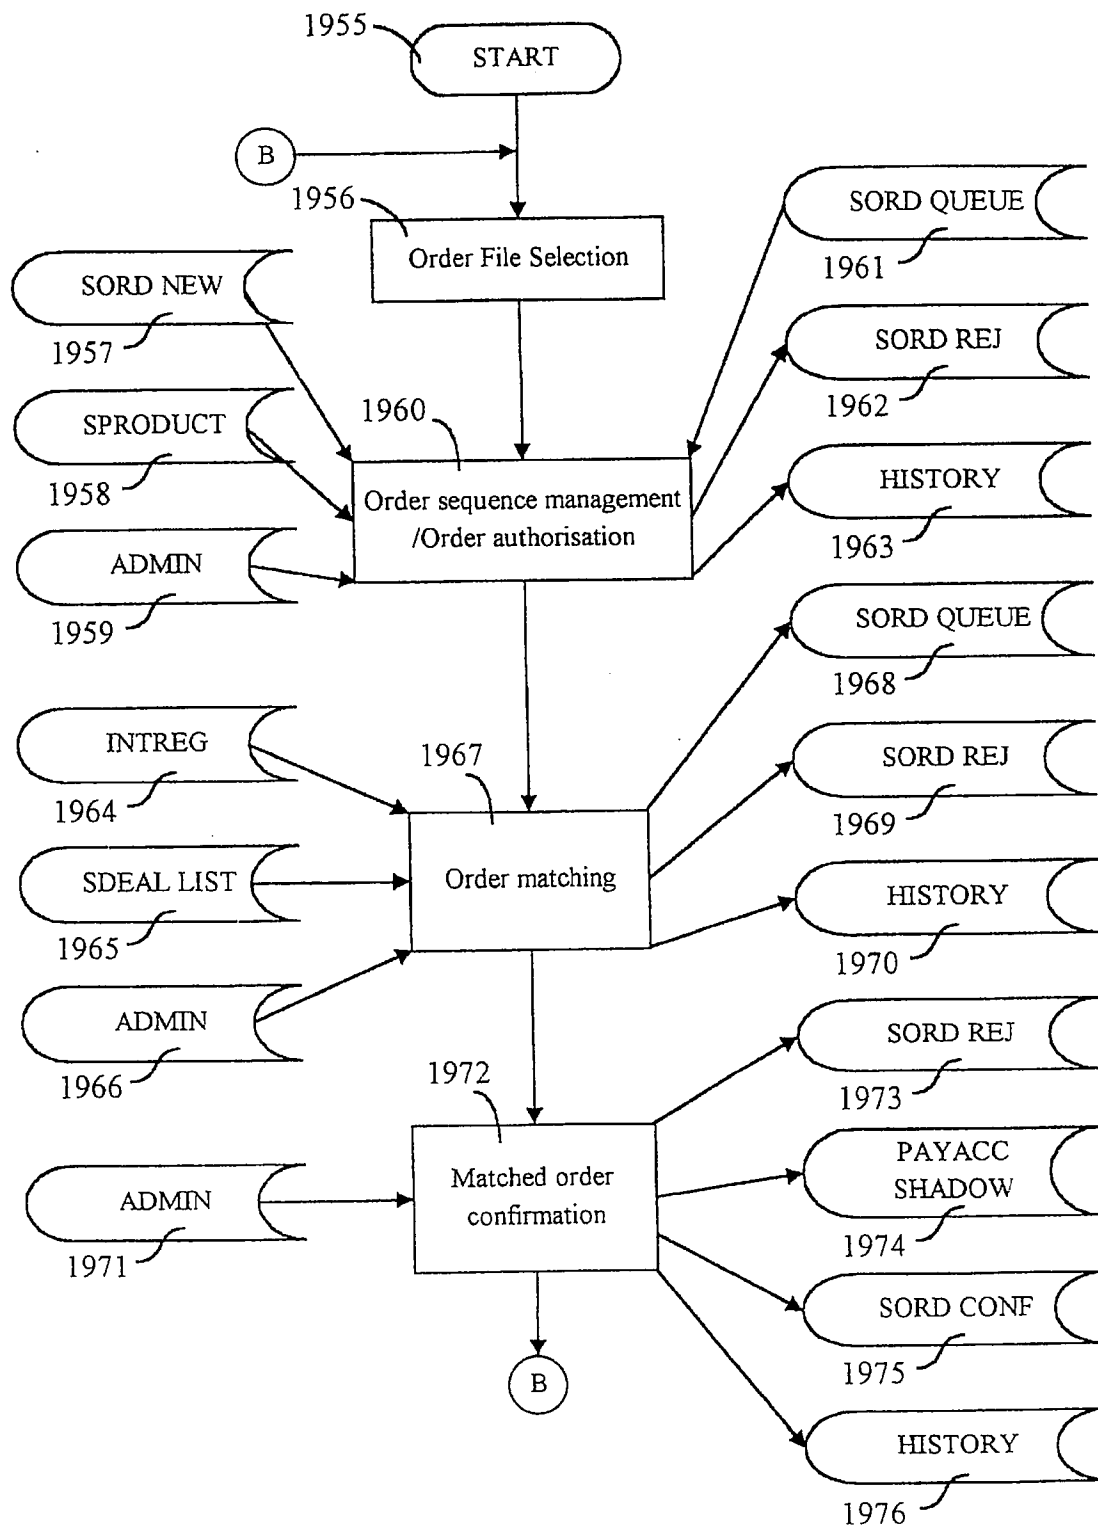 1955
START
B
1956
Order File Selection
SORD QUEUE
1961
SORD NEW
1957
SORD REJ
1962
SPRODUCT
1958
1960
Order sequence management
/Order authorisation
HISTORY
1963
ADMIN
1959
SORD QUEUE
1968
INTREG
1964
1967
Order matching
SORD REJ
1969
SDEAL LIST
1965
HISTORY
1970
ADMIN
1966
SORD REJ
1973
1972
Matched order
confirmation
PAYACC
SHADOW
1974
ADMIN
1971
SORD CONF
1975
B
HISTORY
1976